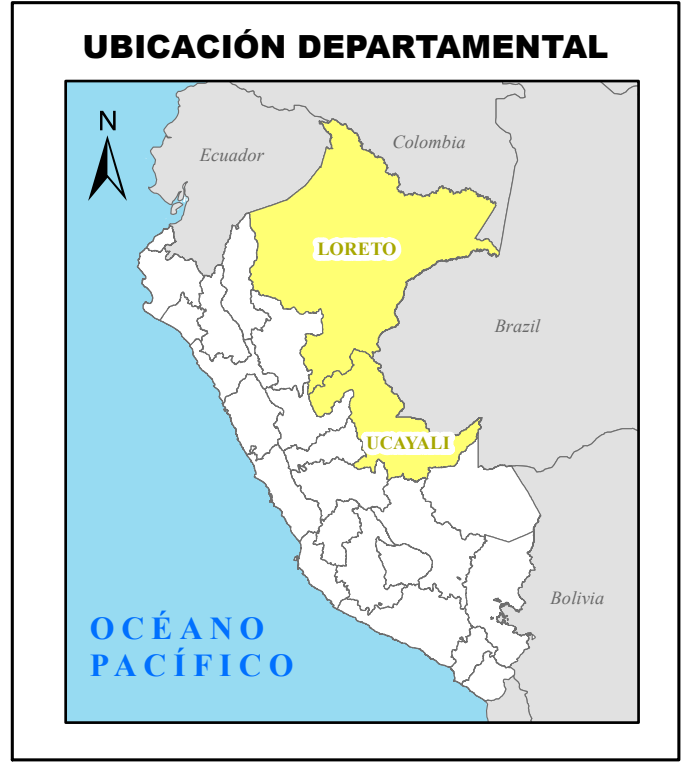 UBICACIÓN DEPARTAMENTAL
N
Colombia
Ecuador
LORETO
Brazil
UCAYALI
Bolivia
OCÉANO
PACÍFICO